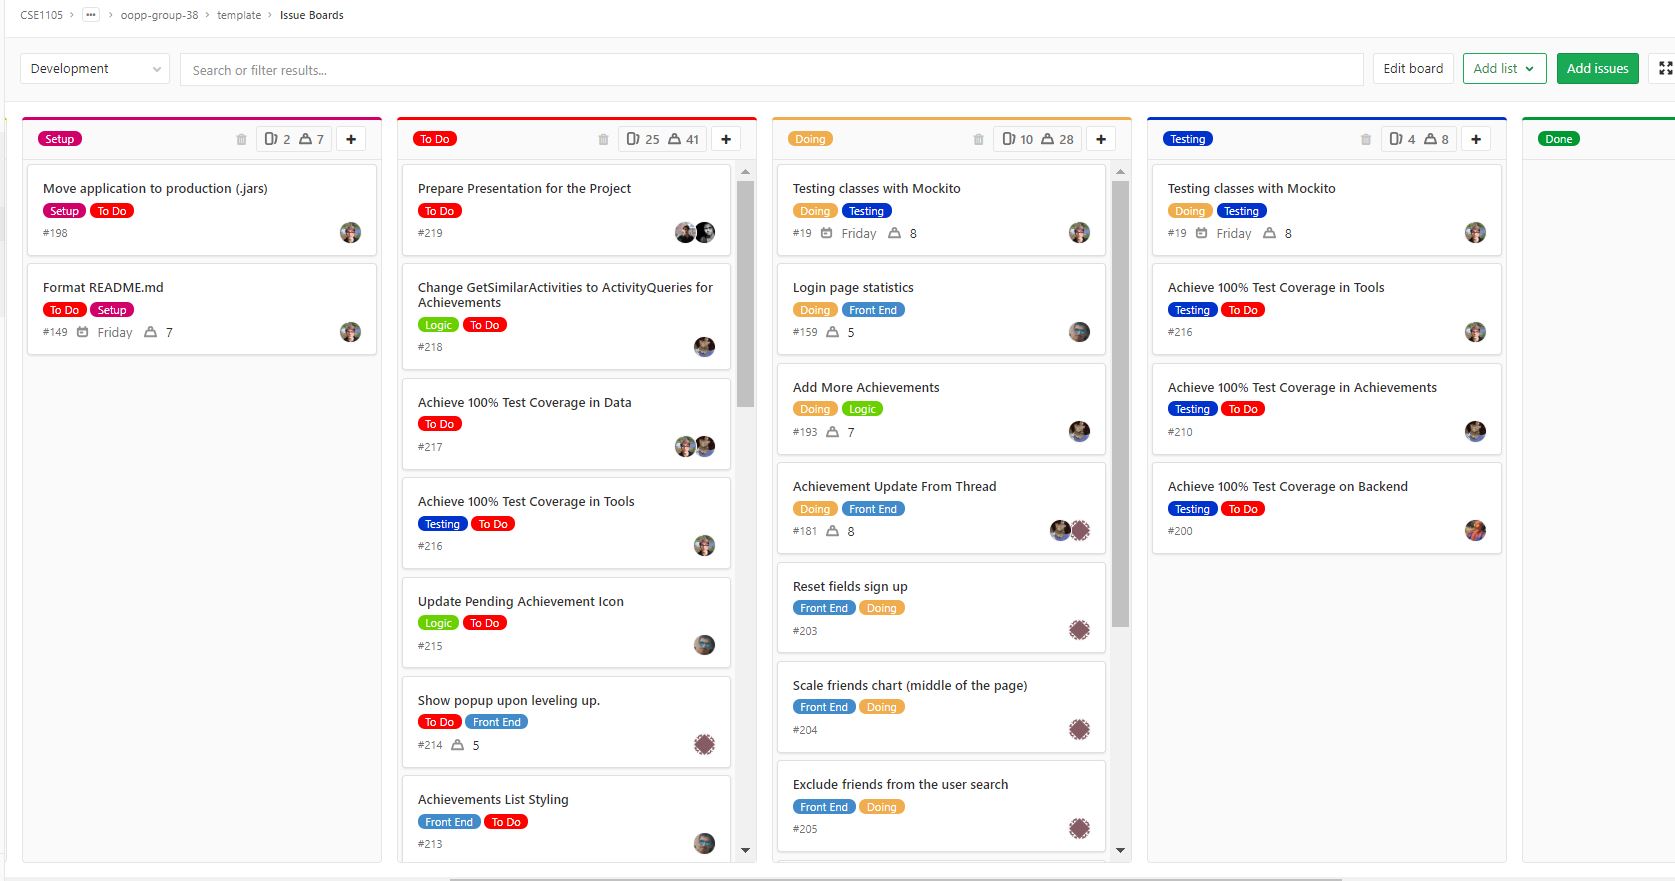 CSE1105 > ... > oopp-group-38 > template > Issue Boards
Development
Search or filter results...
Edit board
Add list
Add issues
Setup
2 7
Move application to production (.jars)
Setup To Do
#198
Format README.md
To Do Setup
#149 Friday 7
To Do
25 41
Prepare Presentation for the Project
To Do
#219
Change GetSimilarActivities to ActivityQueries for
Achievements
Logic To Do
#218
Achieve 100% Test Coverage in Data
To Do
#217
Achieve 100% Test Coverage in Tools
Testing To Do
#216
Update Pending Achievement Icon
Logic To Do
#215
Show popup upon leveling up.
To Do Front End
#214 5
Achievements List Styling
Front End To Do
#213
Doing
10 28
Testing classes with Mockito
Doing Testing
#19 Friday 8
Login page statistics
Doing Front End
#159 5
Add More Achievements
Doing Logic
#193 7
Achievement Update From Thread
Doing Front End
#181 8
Reset fields sign up
Front End Doing
#203
Scale friends chart (middle of the page)
Front End Doing
#204
Exclude friends from the user search
Front End Doing
#205
Testing
4 8
Testing classes with Mockito
Doing Testing
#19 Friday 8
Achieve 100% Test Coverage in Tools
Testing To Do
#216
Achieve 100% Test Coverage in Achievements
Testing To Do
#210
Achieve 100% Test Coverage on Backend
Testing To Do
#200
Done